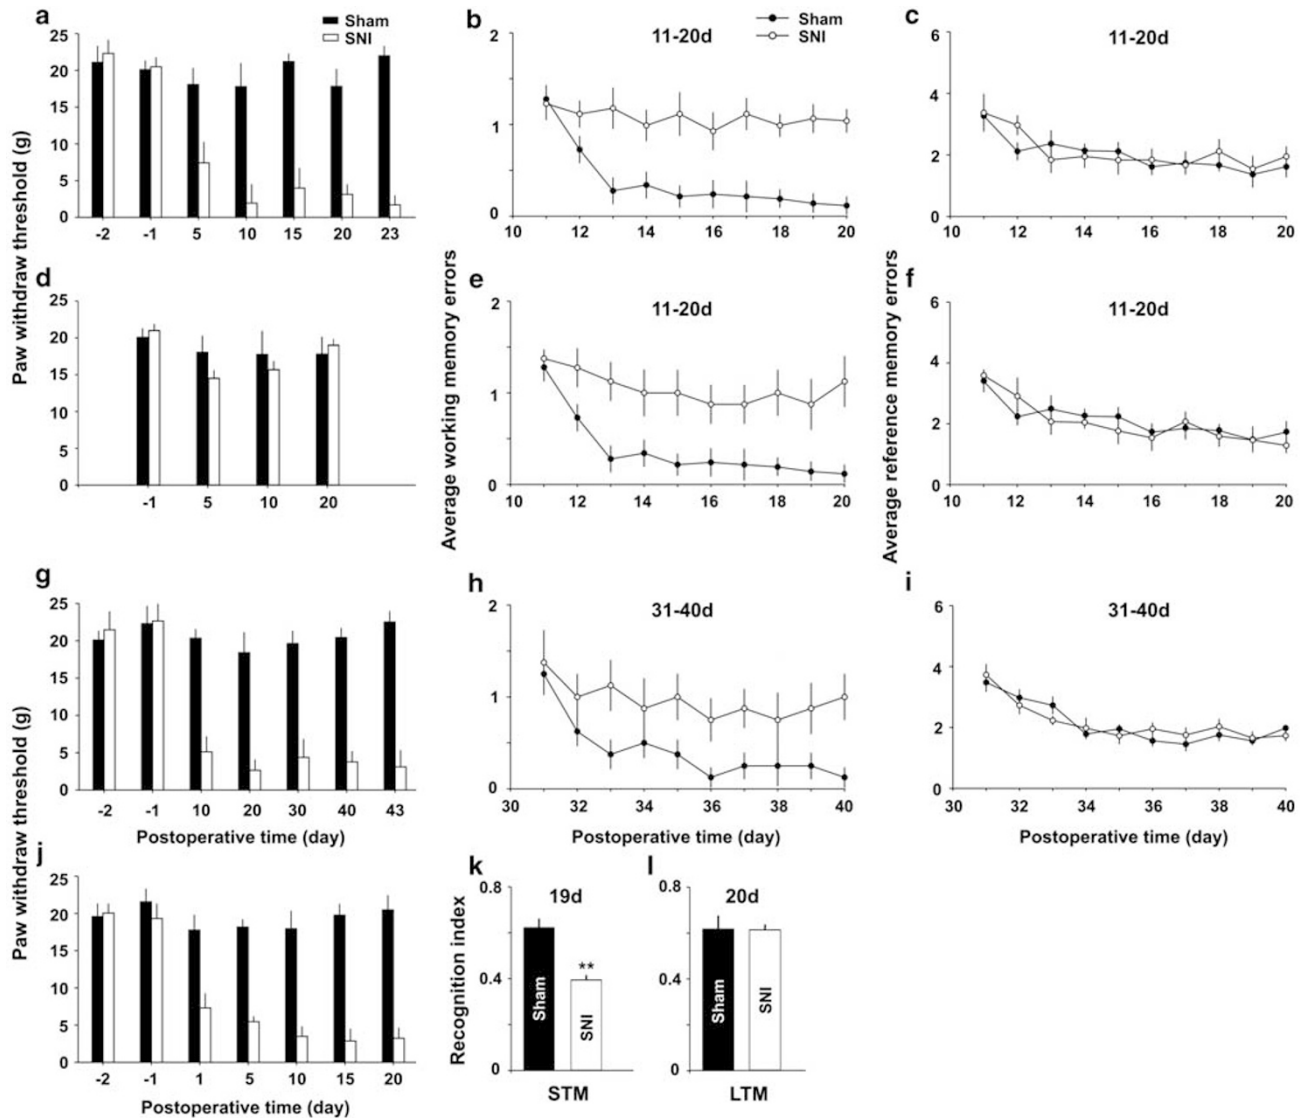 a
Sham
SNI
25
20
15
10
5
0
-2 -1 5 10 15 20 23
b
11-20d
Sham
SNI
2
1
0
10 12 14 16 18 20
c
11-20d
6
4
2
0
10 12 14 16 18 20
Paw withdraw threshold (g)
d
25
20
15
10
5
0
-1 5 10 20
Average working memory errors
e
11-20d
2
1
0
10 12 14 16 18 20
Average reference memory errors
f
11-20d
6
4
2
0
10 12 14 16 18 20
g
25
20
15
10
5
0
-2 -1 10 20 30 40 43
Postoperative time (day)
h
31-40d
2
1
0
30 32 34 36 38 40
Postoperative time (day)
i
31-40d
6
4
2
0
30 32 34 36 38 40
Postoperative time (day)
Paw withdraw threshold (g)
j
25
20
15
10
5
0
-2 -1 1 5 10 15 20
Postoperative time (day)
k
Recognition index
19d
0.8
0.4
0
Sham
**
SNI
STM
l
20d
0.8
0.4
0
Sham
SNI
LTM